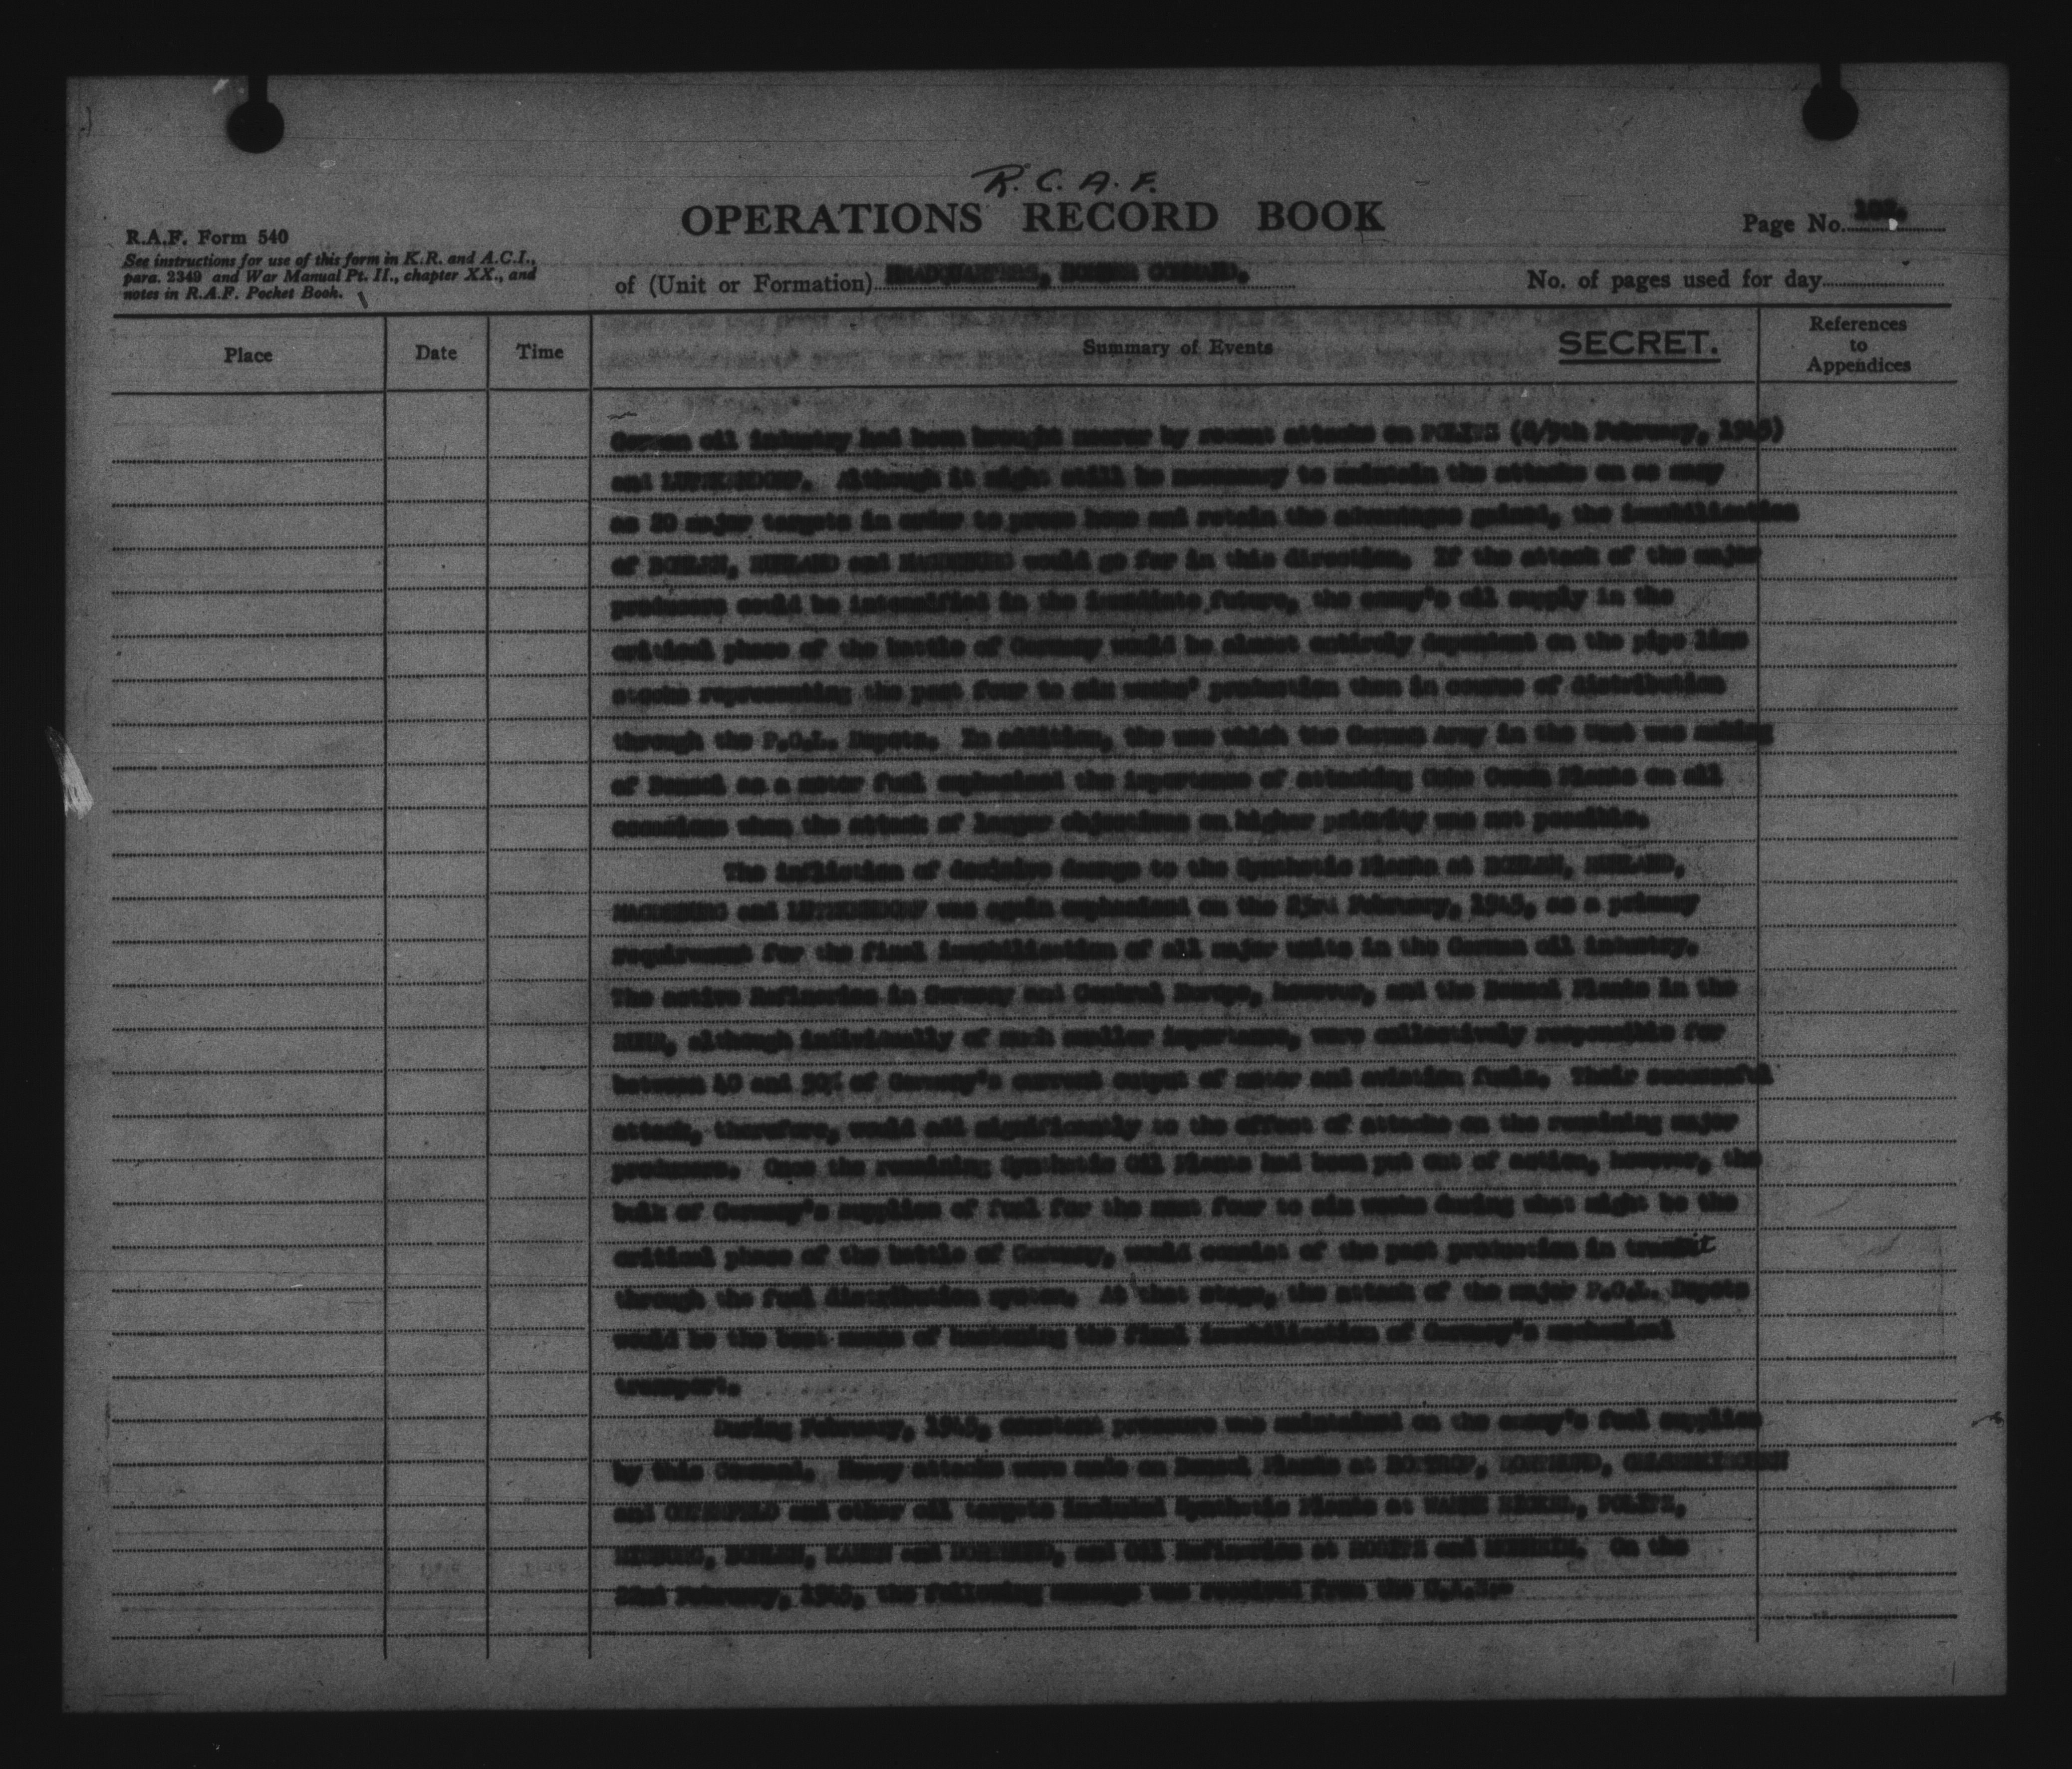 R.C.A.F.
OPERATIONS RECORD BOOK
Page No.
R.A.F. Form 540
See instructions for use of this form in K.R. and A.C.I.,
para. 2349 and War Manual Pt. II., chapter XX., and
notes in R.A.F. Pocket Book.
of (Unit or Formation) HEADQUARTERS, BOMBER COMMAND.
No. of pages used for day
Place Date Time Summary of Events SECRET. References to Appendices
German oil industry had been brought nearer by recent attacks on POLITZ (8/9th February, 1945)
and LUTZKENDORF. Although it might still be necessary to maintain the attacks on as many
as 20 major targets in order to press home and retain the advantages gained, the immobilisation
of BOHLEN, RUHLAND and MAGDEBURG would go far in this direction. If the attack of the major
producers could be intensified in the immediate future, the enemy's oil supply in the
critical phase of the battle of Germany would be almost entirely dependent on the pipe line
stocks representing the past four to six weeks' production then in course of distribution
through the P.O.L. Depots. In addition, the use which the German Army in the West was making
of Benzol as a motor fuel emphasised the importance of attacking Coke Ovens Plants on all
occasions when the attack of larger objectives on higher priority was not possible.
The infliction of decisive damage to the Synthetic Plants at BOHLEN, RUHLAND,
MAGDEBURG and LUTZKENDORF was again emphasised on the 23rd February, 1945, as a primary
requirement for the final immobilisation of all major units in the German oil industry.
The active Refineries in Germany and Central Europe, however, and the Benzol Plants in the
RUHR, although individually of much smaller importance, were collectively responsible for
between 40 and 50% of Germany's current output of motor and aviation fuels. Their successful
attack, therefore, would add significantly to the effect of attacks on the remaining major
producers. Once the remaining Synthetic Oil Plants had been put out of action, however, the
bulk of Germany's supplies of fuel for the next four to six weeks during what might be the
critical phase of the battle of Germany, would consist of the past production in transit
through the fuel distribution system. At that stage, the attack of the major P.O.L. Depots
would be the best means of hastening the final immobilisation of Germany's mechanical
transport.
During February, 1945, constant pressure was maintained on the enemy's fuel supplies
by this Command. Heavy attacks were made on Benzol Plants at BOTTROP, DORTMUND, GELSENKIRCHEN
and OSTERFELD and other oil targets included Synthetic Plants at WANNE EICKEL, POLITZ,
BOHLEN, KAMEN and DORTMUND, and Oil Refineries at ROSITZ and MONHEIM. On the
22nd February, 1945, the following message was received from the C.A.S:-